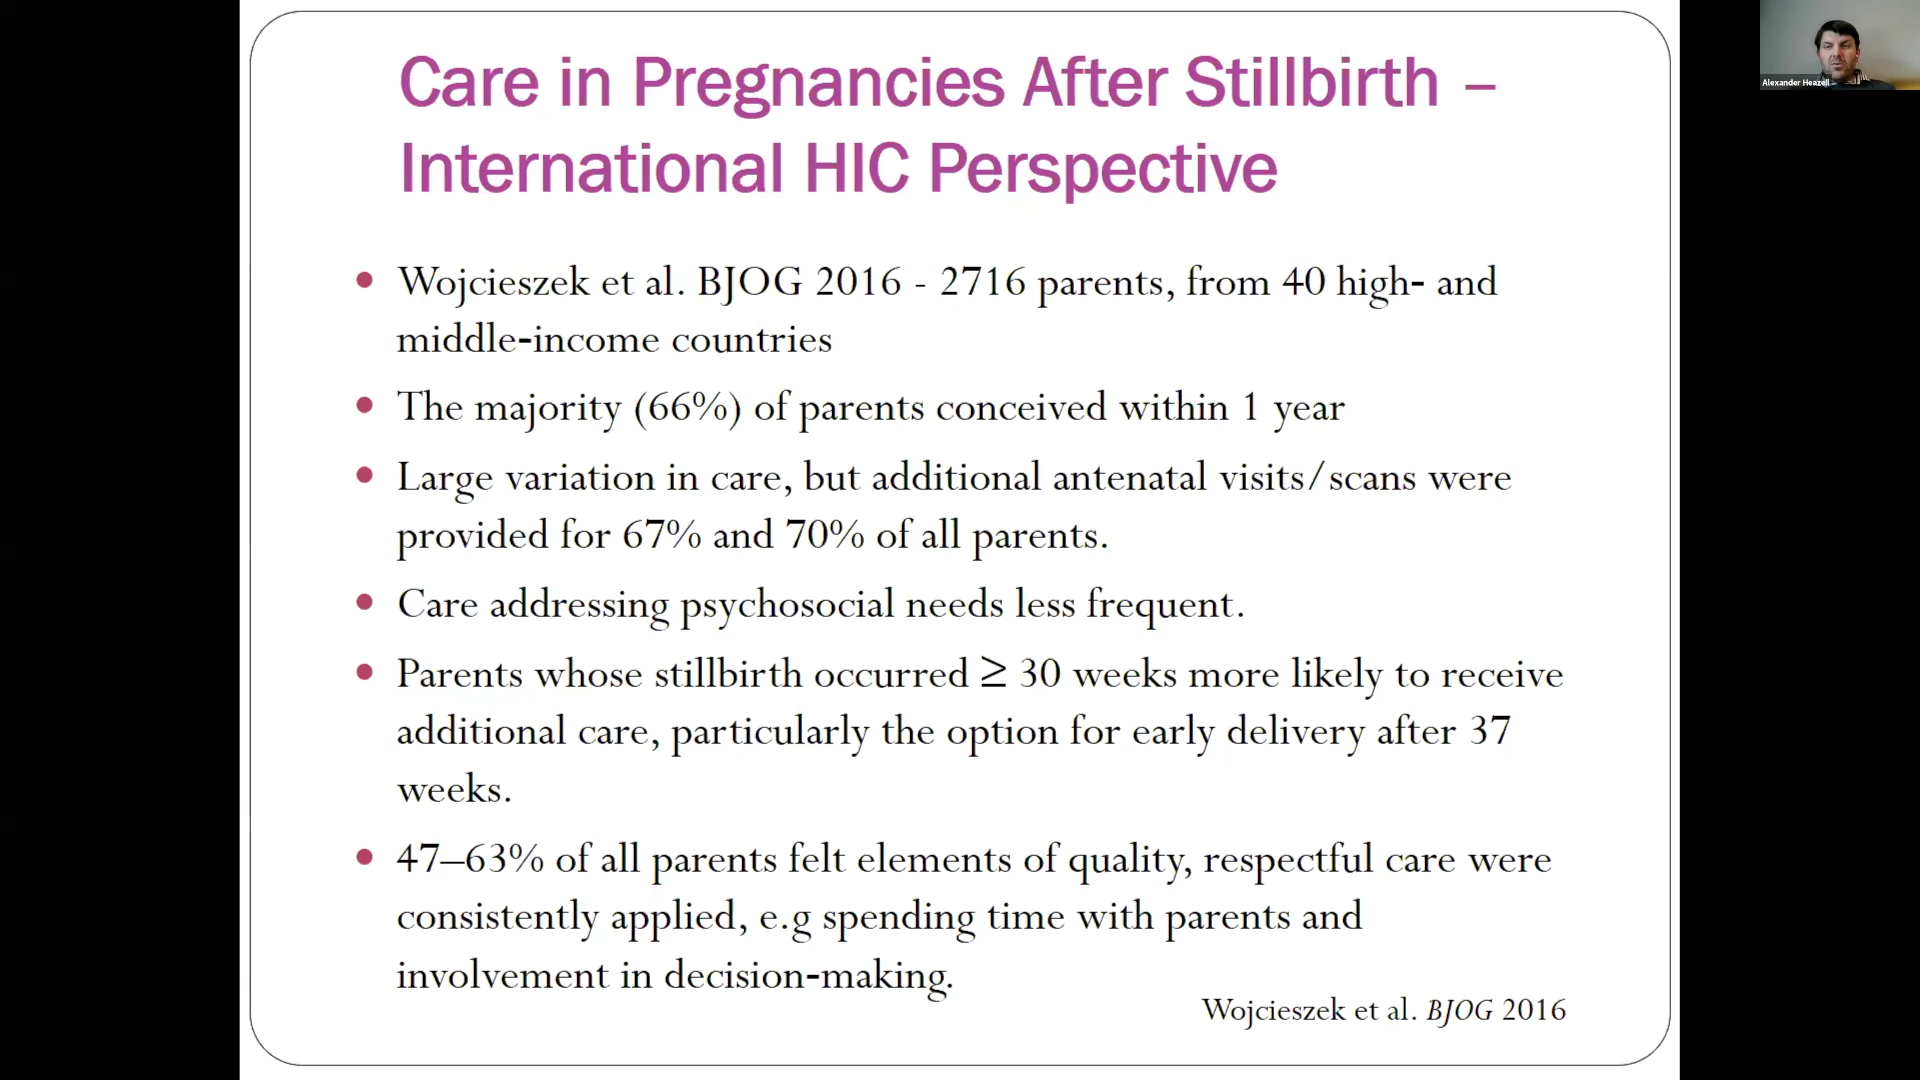 Care in Pregnancies After Stillbirth –
International HIC Perspective
Wojcieszek et al. BJOG 2016 - 2716 parents, from 40 high- and
middle-income countries
The majority (66%) of parents conceived within 1 year
Large variation in care, but additional antenatal visits/scans were
provided for 67% and 70% of all parents.
Care addressing psychosocial needs less frequent.
Parents whose stillbirth occurred ≥ 30 weeks more likely to receive
additional care, particularly the option for early delivery after 37
weeks.
47–63% of all parents felt elements of quality, respectful care were
consistently applied, e.g spending time with parents and
involvement in decision-making.
Wojcieszek et al. BJOG 2016
Alexander Heazell